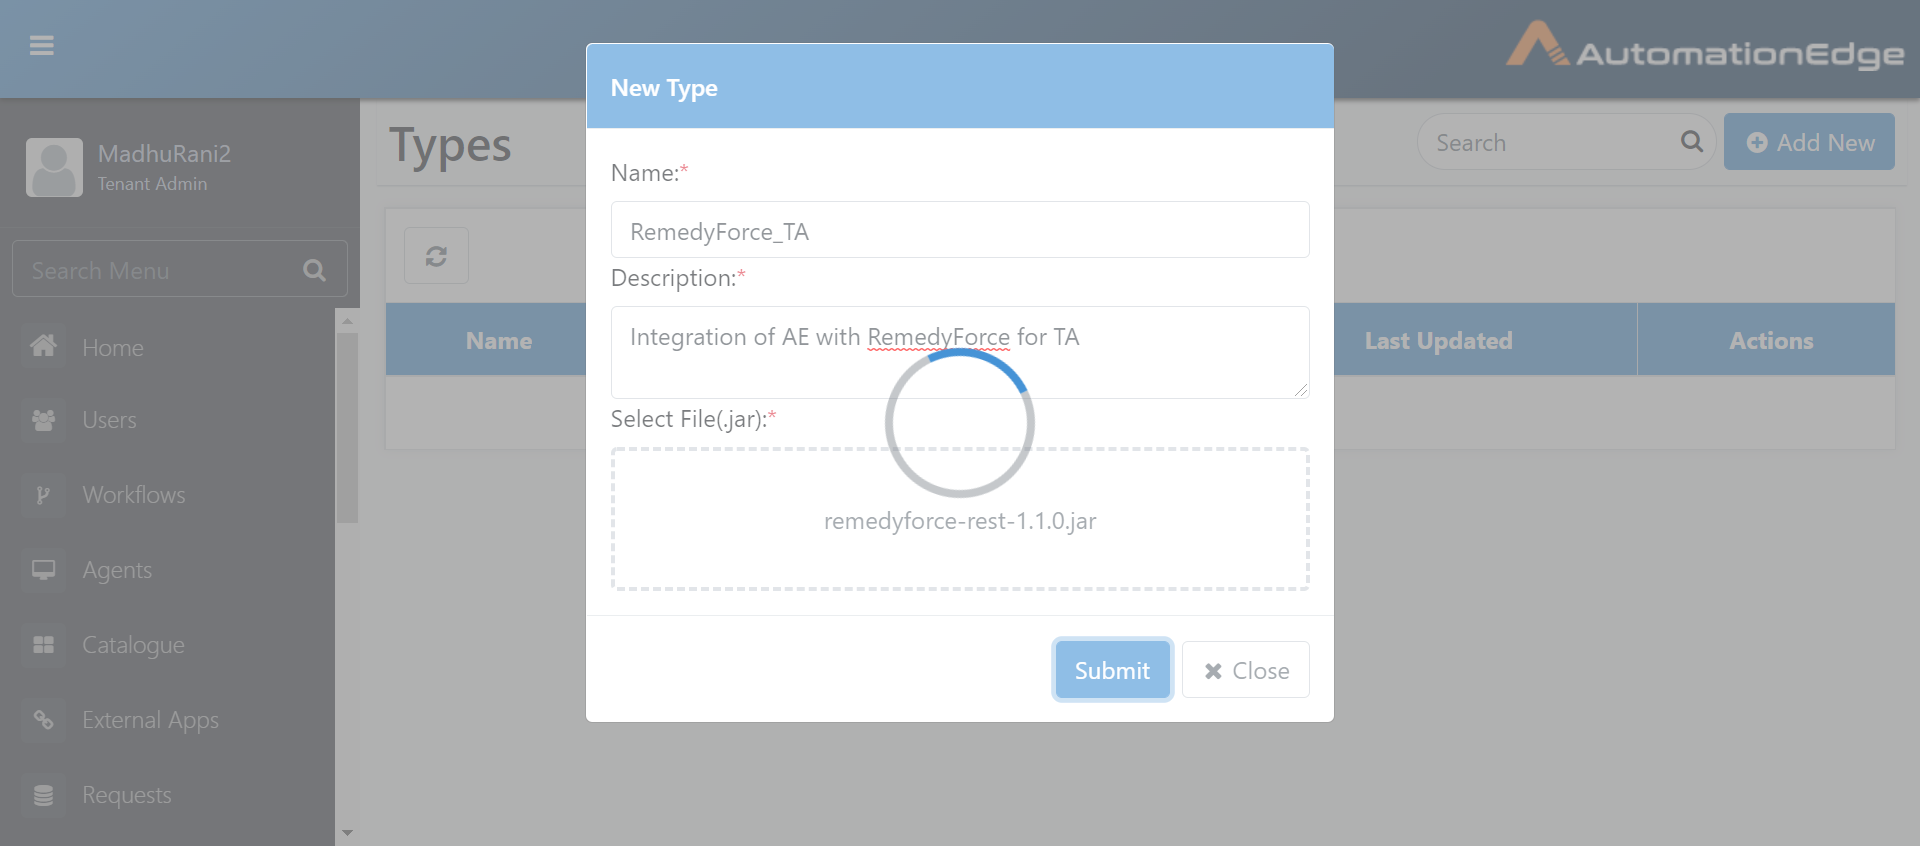 AutomationEdge
New Type
MadhuRani2
Tenant Admin
Types
Search
Add New
Name:*
RemedyForce_TA
Search Menu
Description:*
Integration of AE with RemedyForce for TA
Name
Last Updated
Actions
Select File(.jar):*
remedyforce-rest-1.1.0.jar
Submit
Close
Home
Users
Workflows
Agents
Catalogue
External Apps
Requests